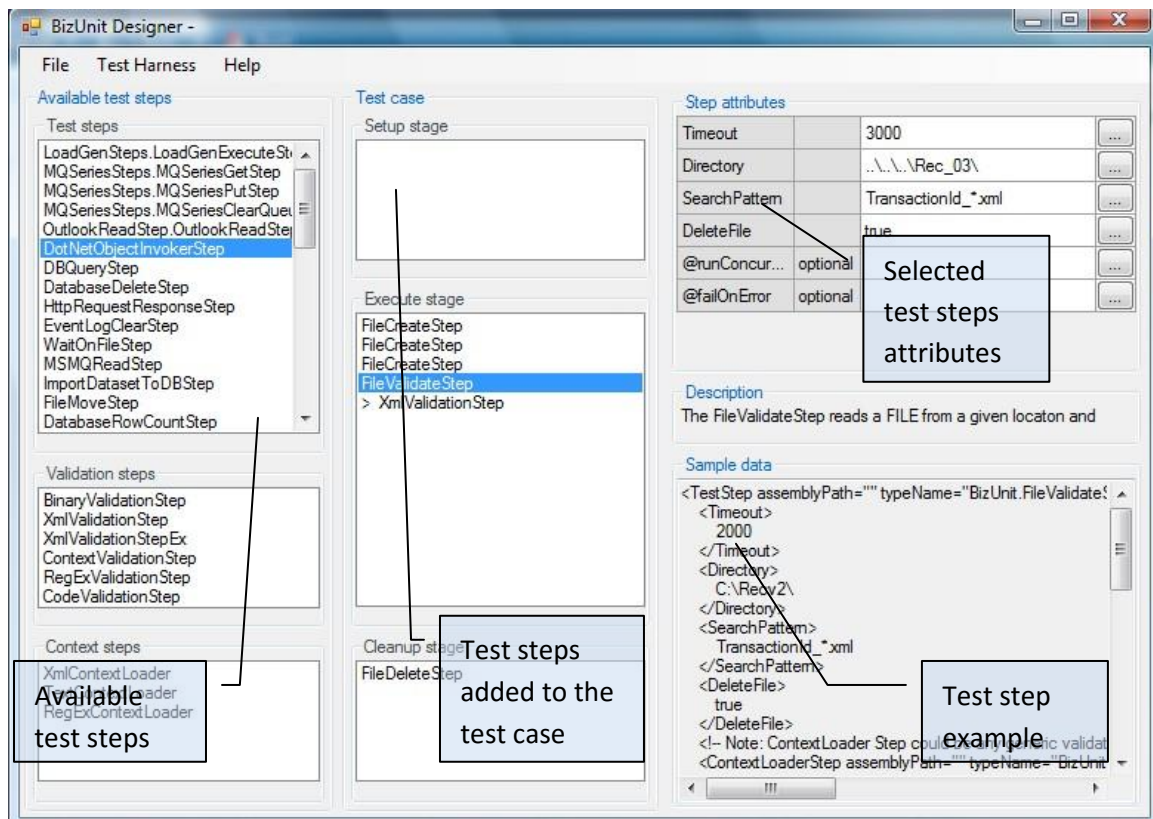 BizUnit Designer -
File Test Harness Help
Available test steps
Test steps
LoadGenSteps.LoadGenExecuteSt
MQSeriesSteps.MQSeriesGetStep
MQSeriesSteps.MQSeriesPutStep
MQSeriesSteps.MQSeriesClearQueu
OutlookReadStep.OutlookReadStep
DotNetObjectInvokerStep
DBQueryStep
DatabaseDeleteStep
HttpRequestResponseStep
EventLogClearStep
WaitOnFileStep
MSMQReadStep
ImportDatasetToDBStep
FileMoveStep
DatabaseRowCountStep
Validation steps
BinaryValidationStep
XmlValidationStep
XmlValidationStepEx
ContextValidationStep
RegExValidationStep
CodeValidationStep
Context steps
XmlContextLoader
TextContextLoader
RegExContextLoader
Available
test steps
Test case
Setup stage
Execute stage
FileCreateStep
FileCreateStep
FileCreateStep
FileValidateStep
> XmlValidationStep
Cleanup stage
FileDeleteStep
Test steps
added to the
test case
Step attributes
Timeout 3000 ...
Directory ..\..\..\Rec_03\ ...
SearchPattern TransactionId_*.xml ...
DeleteFile true ...
@runConcur... optional ...
@failOnError optional ...
Selected
test steps
attributes
Description
The FileValidateStep reads a FILE from a given locaton and
Sample data
<TestStep assemblyPath="" typeName="BizUnit.FileValidateS
<Timeout>
2000
</Timeout>
<Directory>
C:\Recv2\
</Directory>
<SearchPattern>
TransactionId_*.xml
</SearchPattern>
<DeleteFile>
true
</DeleteFile>
<!-- Note: ContextLoader Step could be any generic validat
<ContextLoaderStep assemblyPath="" typeName="BizUnit
Test step
example